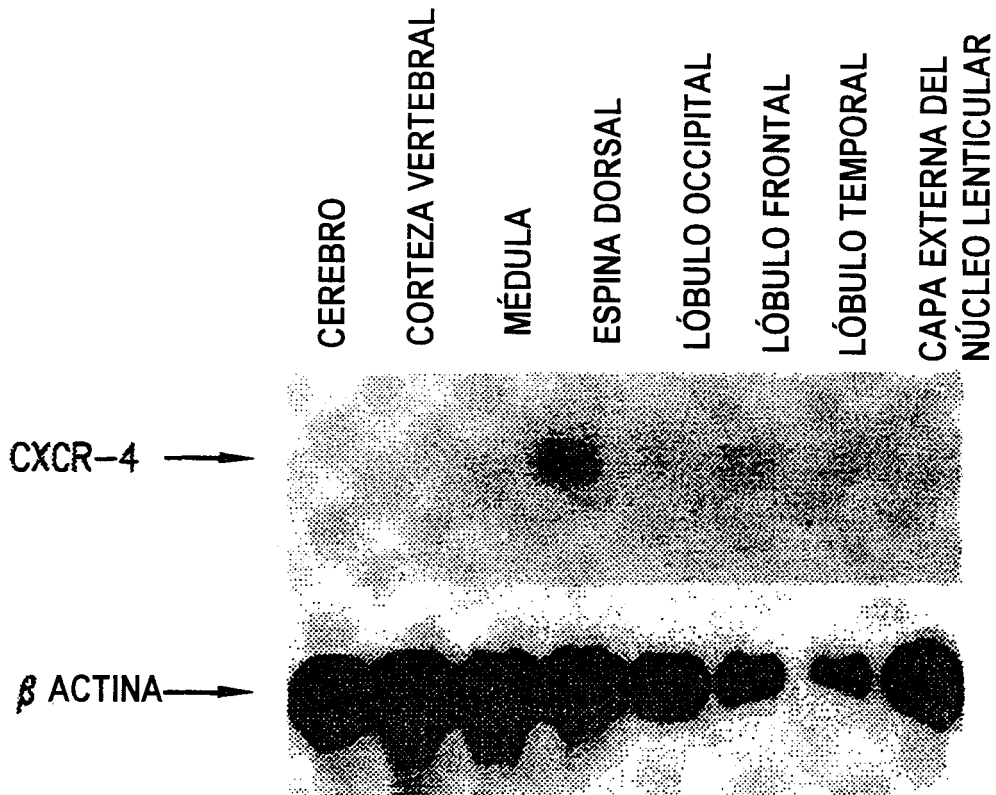 CEREBRO
CORTEZA VERTEBRAL
MÉDULA
ESPINA DORSAL
LÓBULO OCCIPITAL
LÓBULO FRONTAL
LÓBULO TEMPORAL
CAPA EXTERNA DEL
NÚCLEO LENTICULAR
CXCR-4
β ACTINA